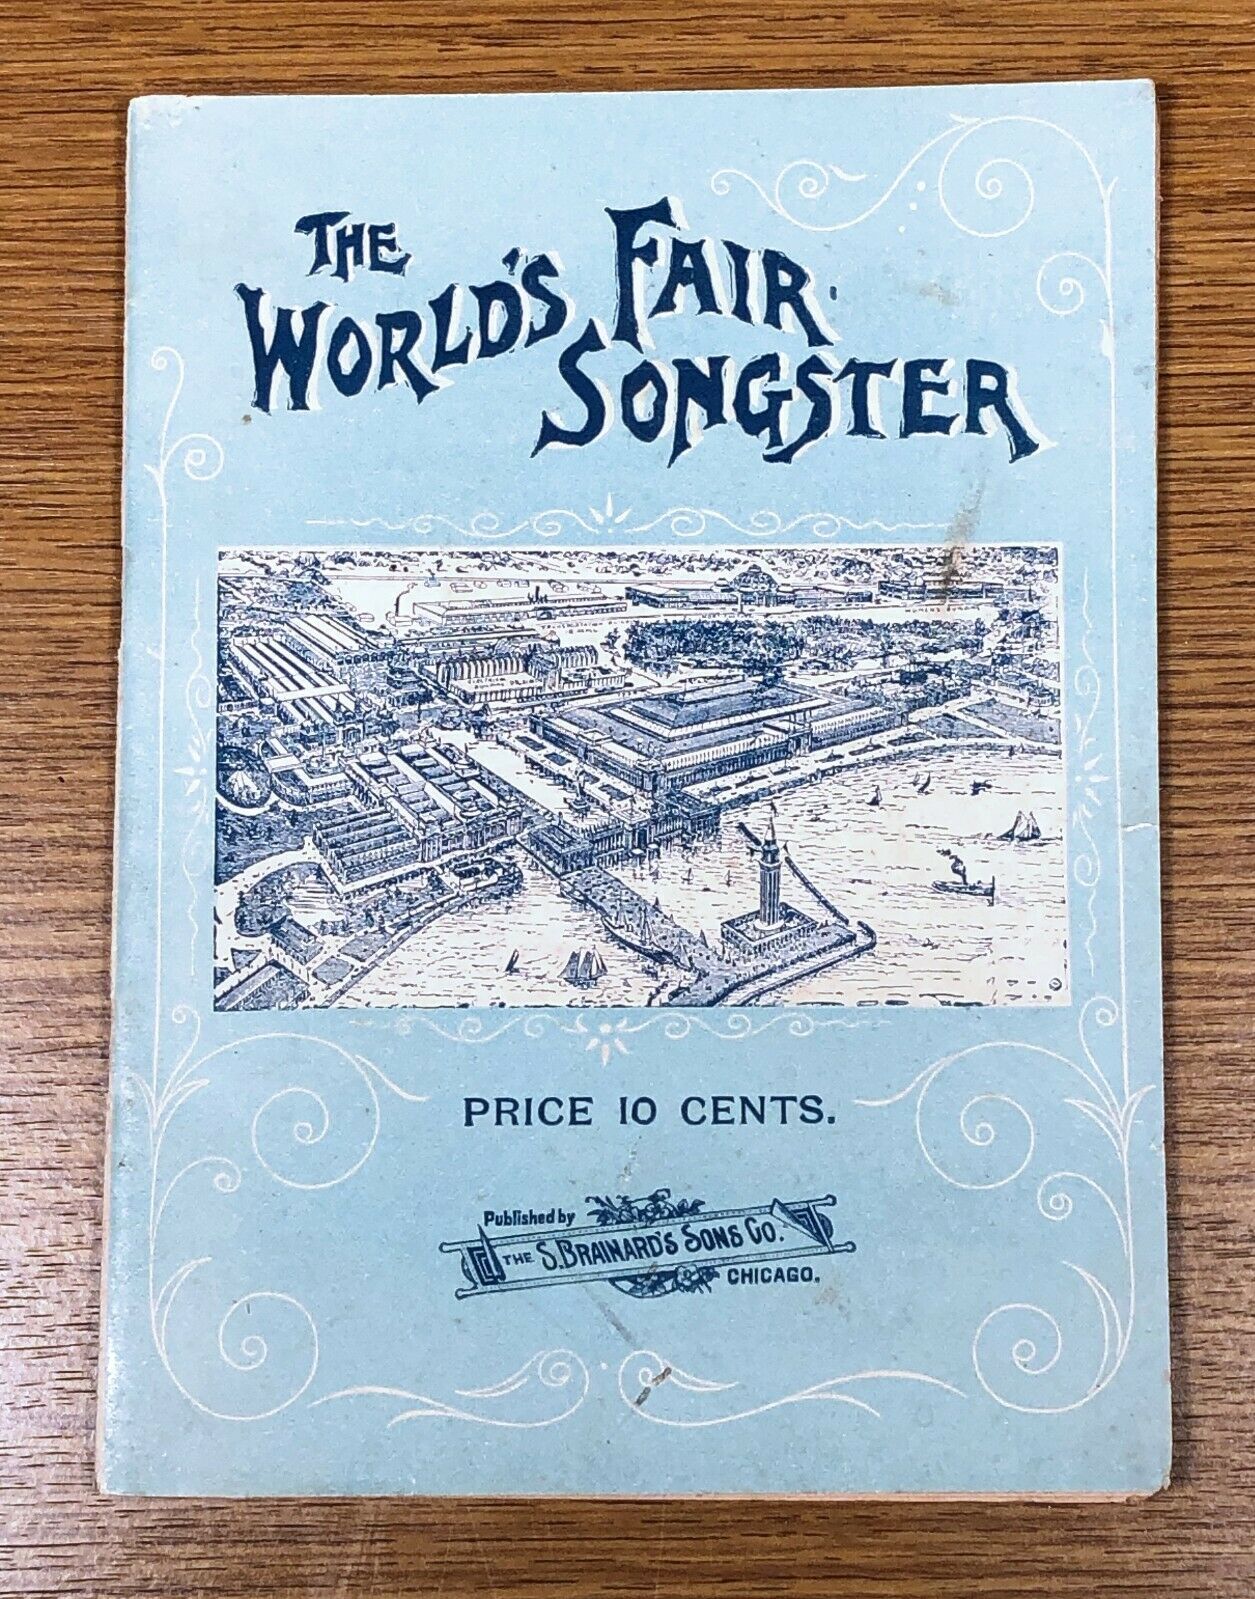 THE
WORLD'S FAIR
SONGSTER
PRICE 10 CENTS.
Published by
THE S. BRAINARD'S SONS CO.
CHICAGO.